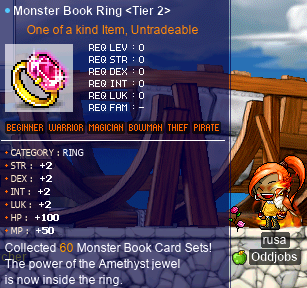 Monster Book Ring <Tier 2>
One of a kind Item, Untradeable
REQ LEV : 0
REQ STR : 0
REQ DEX : 0
REQ INT : 0
REQ LUK : 0
REQ FAM : -
BEGINNER WARRIOR MAGICIAN BOWMAN THIEF PIRATE
CATEGORY : RING
STR : +2
DEX : +2
INT : +2
LUK : +2
HP : +100
MP : +50
Collected 60 Monster Book Card Sets!
The power of the Amethyst jewel
is now inside the ring.
rusa
Oddjobs